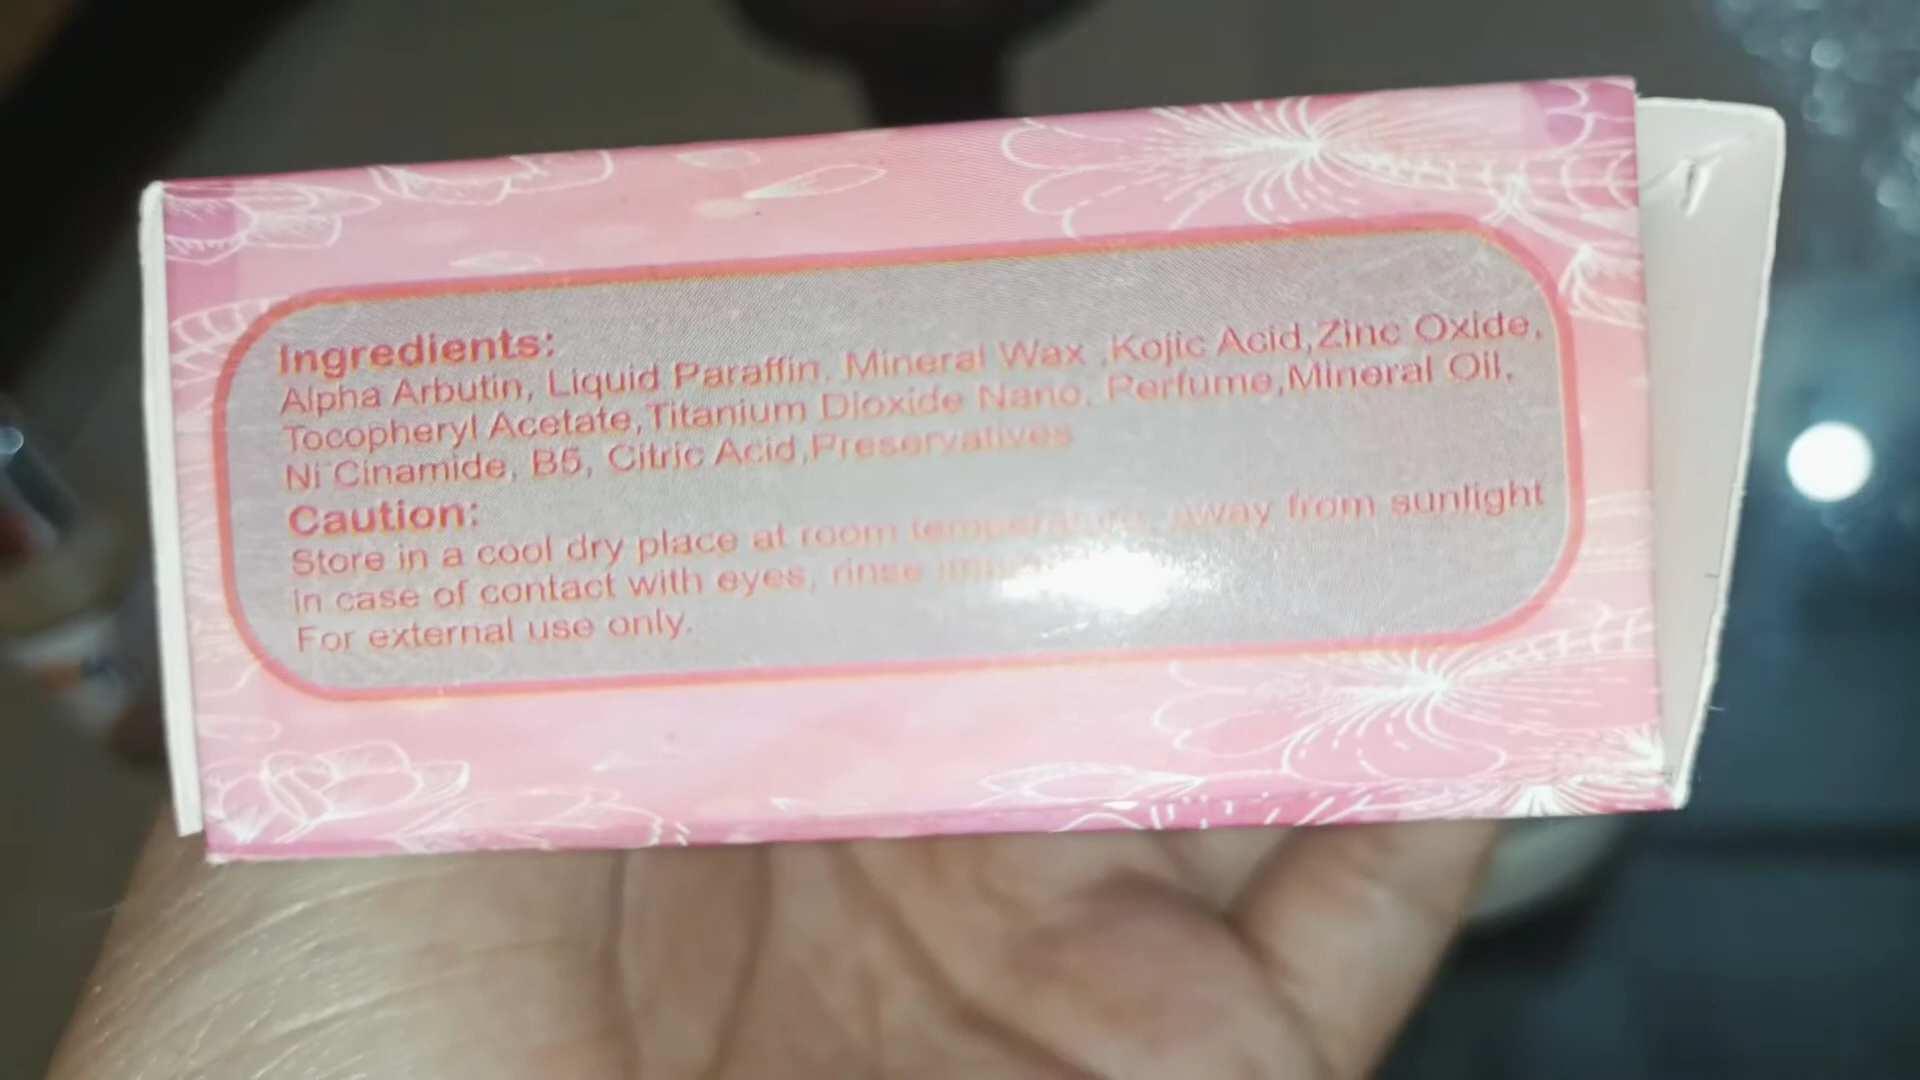 Ingredients:
Alpha Arbutin, Liquid Paraffin, Mineral Wax ,Kojic Acid,Zinc Oxide,
Tocopheryl Acetate,Titanium Dioxide Nano, Perfume,Mineral Oil,
Ni Cinamide, B5, Citric Acid,Preservatives
Caution:
Store in a cool dry place at room temperature, away from sunlight
In case of contact with eyes, rinse
For external use only.